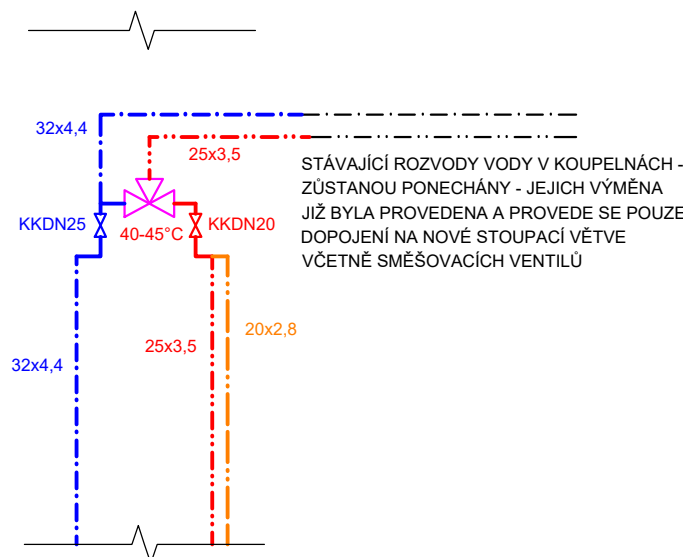 32x4,4
25x3,5
STÁVAJÍCÍ ROZVODY VODY V KOUPELNÁCH -
ZŮSTANOU PONECHÁNY - JEJICH VÝMĚNA
JIŽ BYLA PROVEDENA A PROVEDE SE POUZE
DOPOJENÍ NA NOVÉ STOUPACÍ VĚTVE
VČETNĚ SMĚŠOVACÍCH VENTILŮ
KKDN25
KKDN20
40-45°C
20x2,8
25x3,5
32x4,4